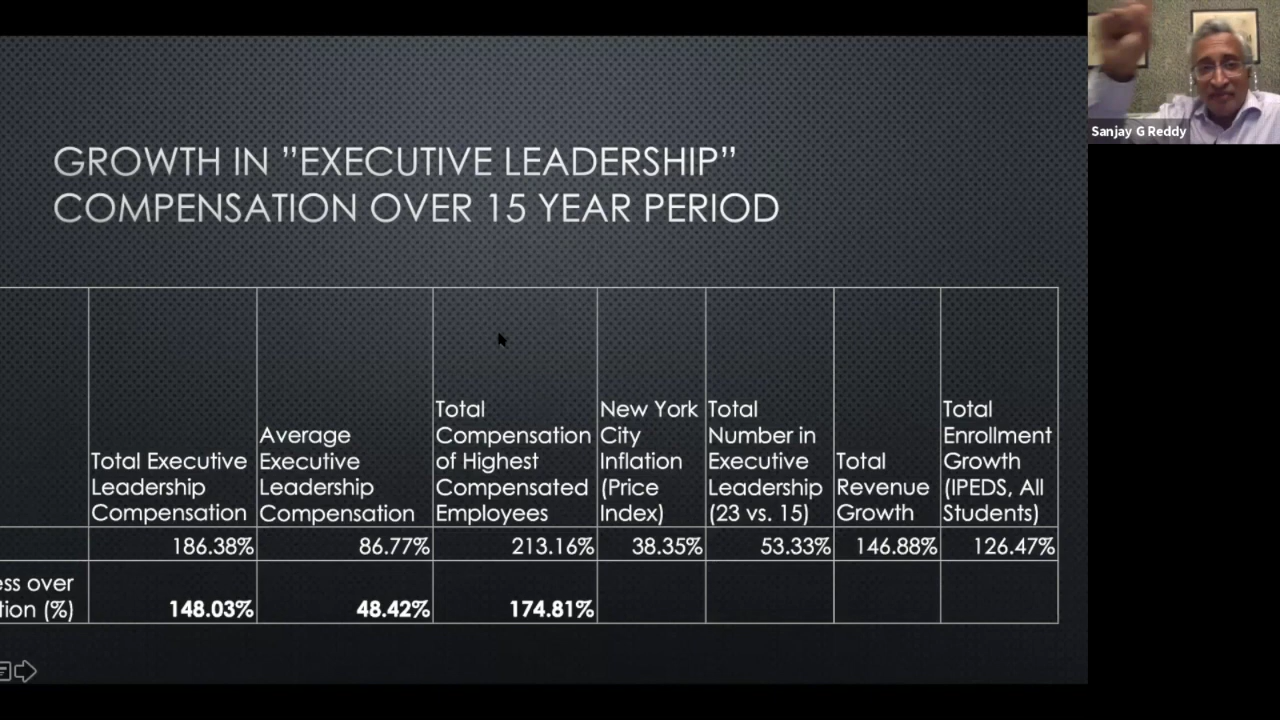 Sanjay G Reddy
GROWTH IN ”EXECUTIVE LEADERSHIP”
COMPENSATION OVER 15 YEAR PERIOD
Total Executive
Leadership
Compensation
Average
Executive
Leadership
Compensation
Total
Compensation
of Highest
Compensated
Employees
New York
City
Inflation
(Price
Index)
Total
Number in
Executive
Leadership
(23 vs. 15)
Total
Revenue
Growth
Total
Enrollment
Growth
(IPEDS, All
Students)
186.38% 86.77% 213.16% 38.35% 53.33% 146.88% 126.47%
over
(%) 148.03% 48.42% 174.81%